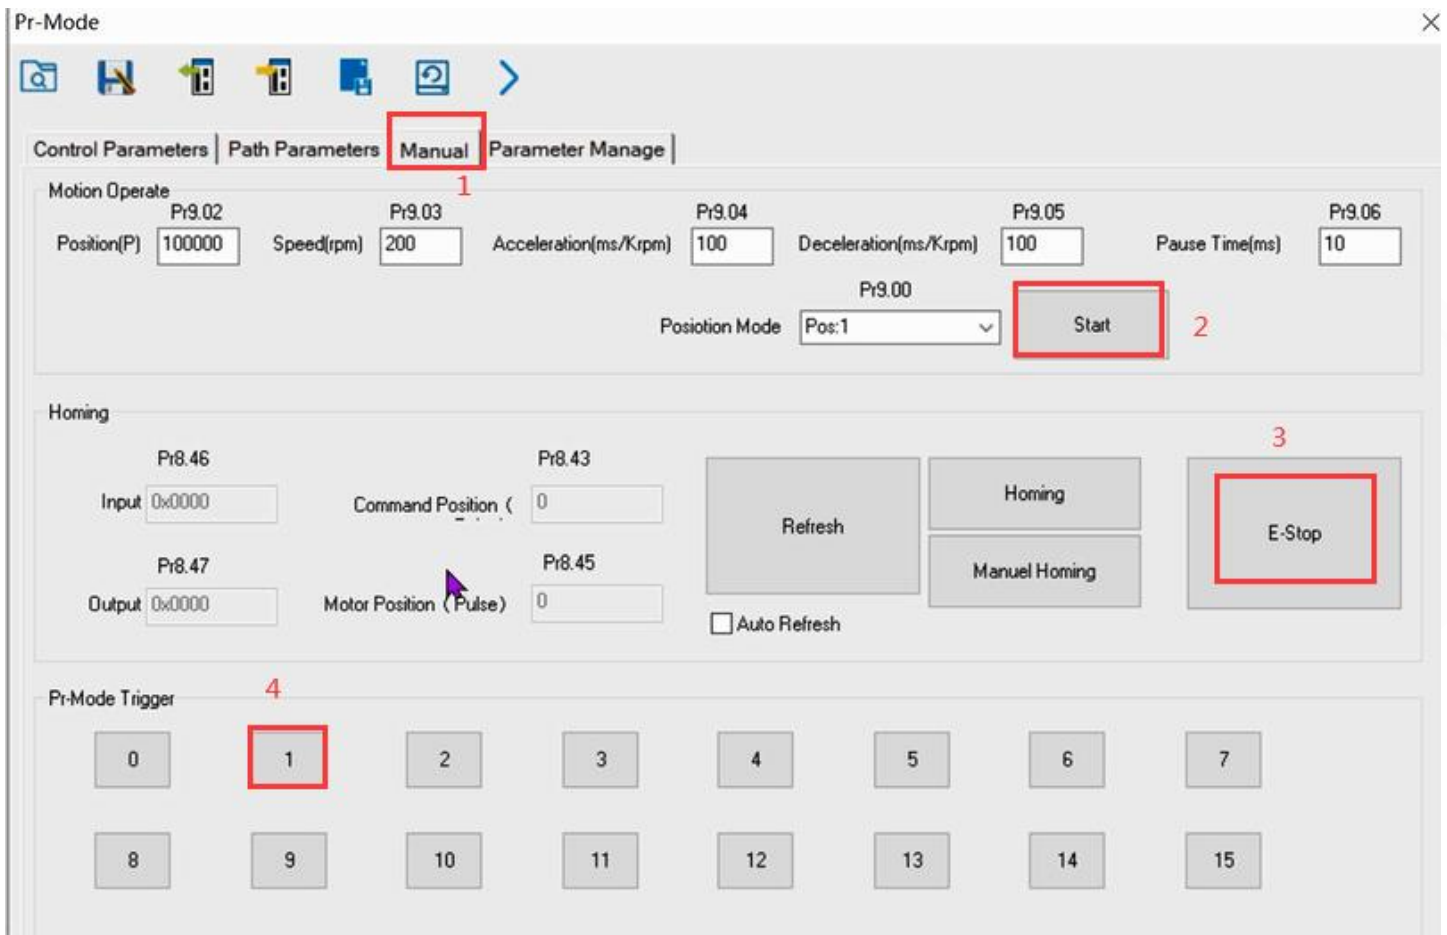 Pr-Mode
Control Parameters Path Parameters Manual Parameter Manage
1
Motion Operate
Pr9.02 Pr9.03 Pr9.04 Pr9.05 Pr9.06
Position(P) 100000 Speed(rpm) 200 Acceleration(ms/Krpm) 100 Deceleration(ms/Krpm) 100 Pause Time(ms) 10
Pr9.00
Posiotion Mode Pos:1 Start 2
Homing
3
Pr8.46 Pr8.43
Input 0x0000 Command Position ( 0
Refresh Homing E-Stop
Pr8.47 Pr8.45
Manuel Homing
Output 0x0000 Motor Position (Pulse) 0
Auto Refresh
Pr-Mode Trigger 4
0 1 2 3 4 5 6 7
8 9 10 11 12 13 14 15